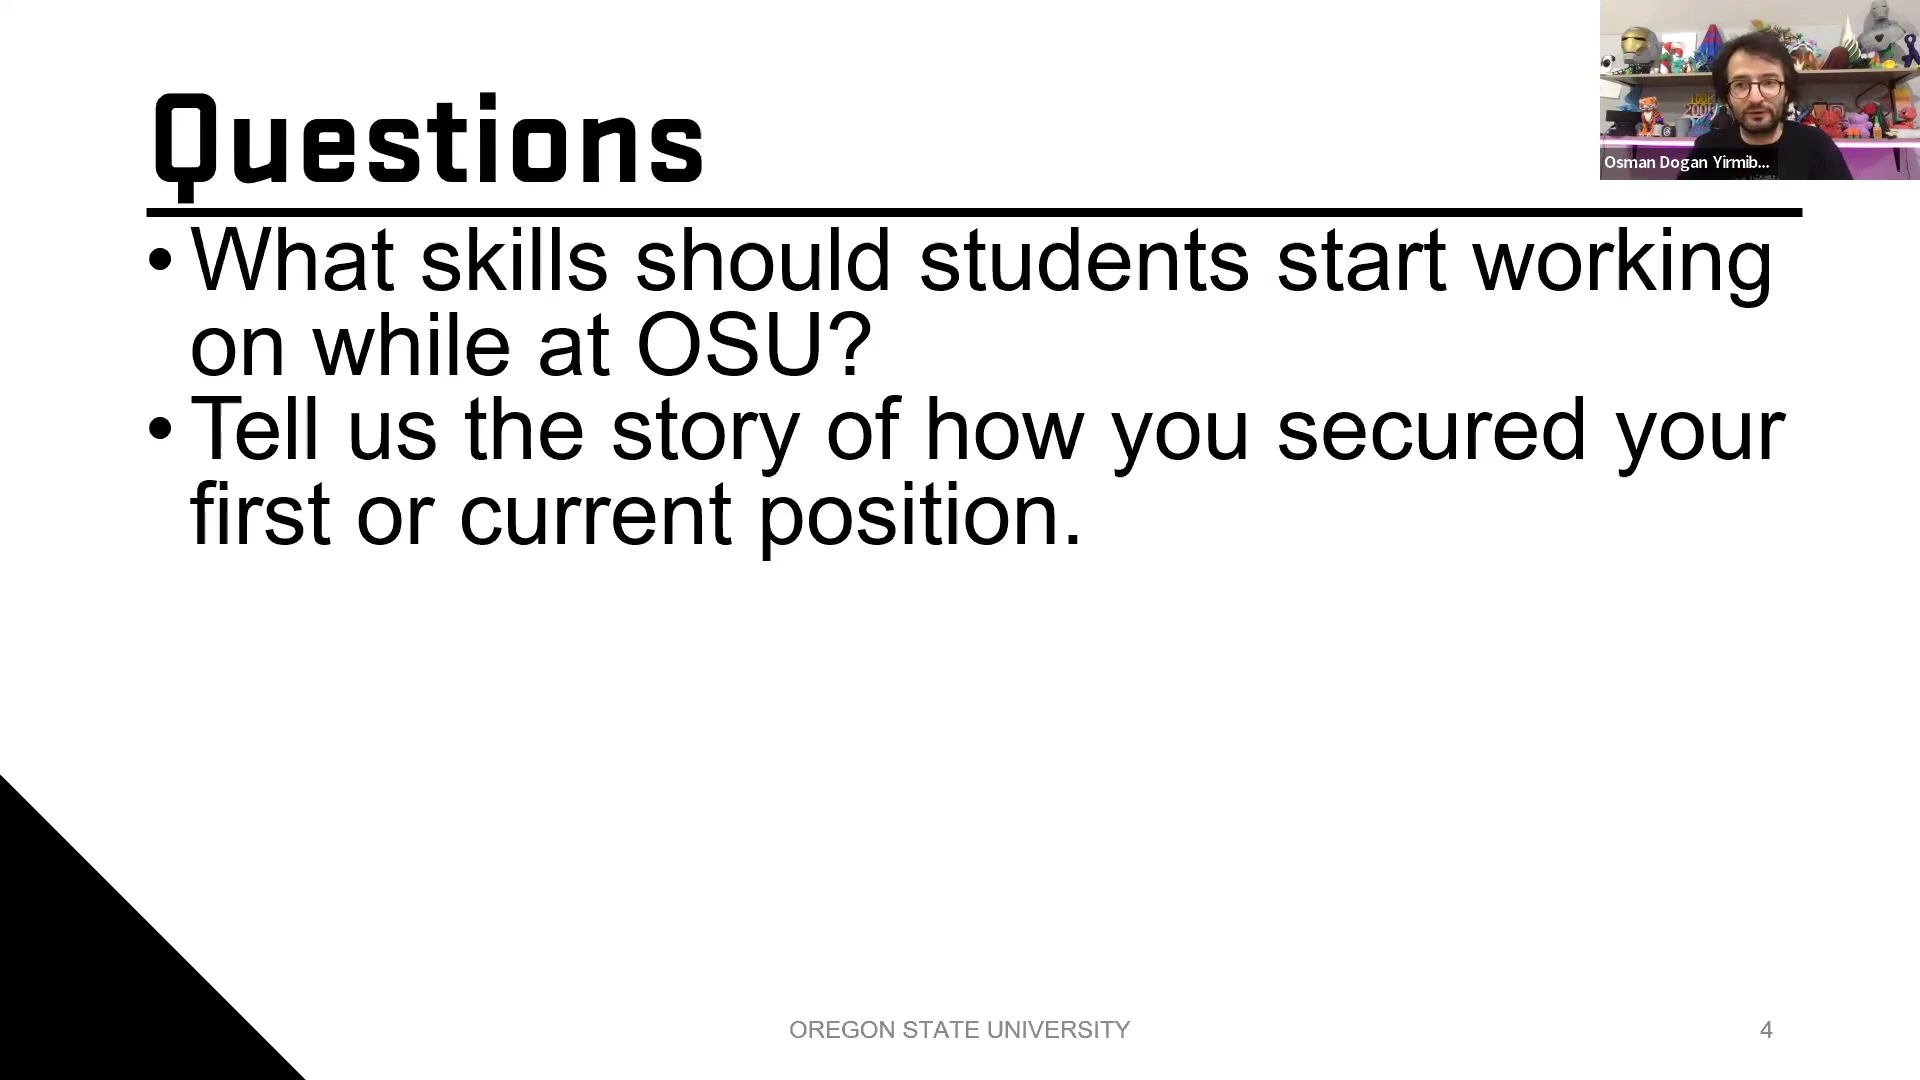 Questions
Osman Dogan Yirmib...
• What skills should students start working
on while at OSU?
• Tell us the story of how you secured your
first or current position.
OREGON STATE UNIVERSITY
4